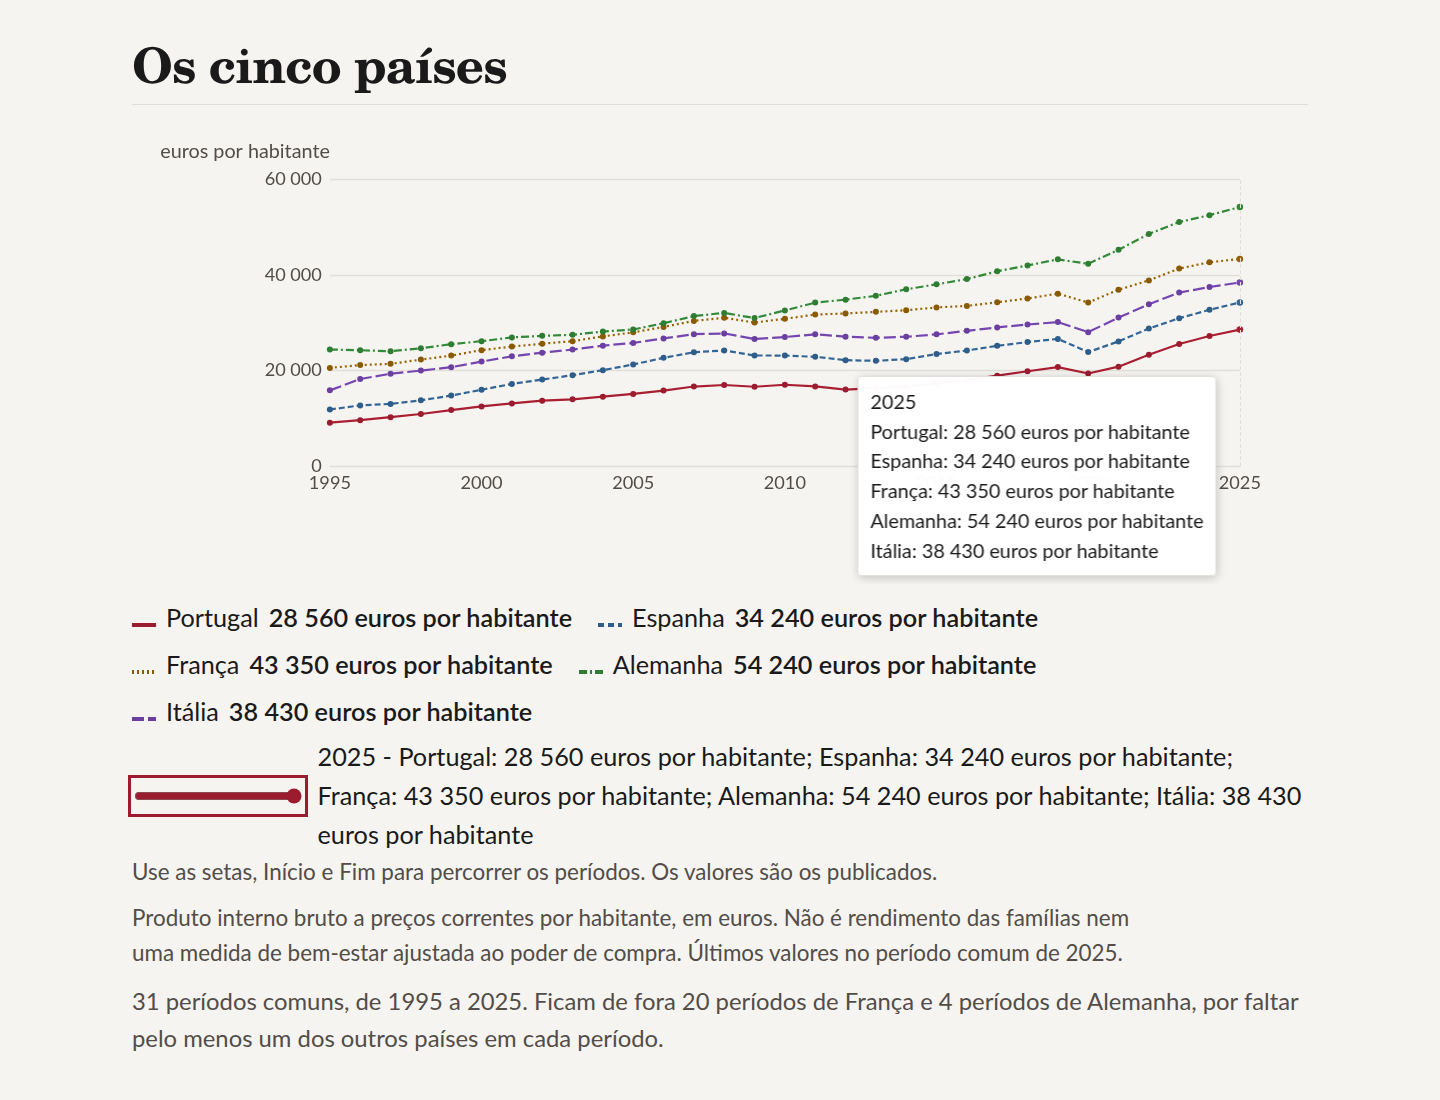 Os cinco países
euros por habitante
60 000
40 000
20 000
0
1995
2000
2005
2010
2025
2025
Portugal: 28 560 euros por habitante
Espanha: 34 240 euros por habitante
França: 43 350 euros por habitante
Alemanha: 54 240 euros por habitante
Itália: 38 430 euros por habitante
Portugal 28 560 euros por habitante Espanha 34 240 euros por habitante
França 43 350 euros por habitante Alemanha 54 240 euros por habitante
Itália 38 430 euros por habitante
2025 - Portugal: 28 560 euros por habitante; Espanha: 34 240 euros por habitante;
França: 43 350 euros por habitante; Alemanha: 54 240 euros por habitante; Itália: 38 430
euros por habitante
Use as setas, Início e Fim para percorrer os períodos. Os valores são os publicados.
Produto interno bruto a preços correntes por habitante, em euros. Não é rendimento das famílias nem
uma medida de bem-estar ajustada ao poder de compra. Últimos valores no período comum de 2025.
31 períodos comuns, de 1995 a 2025. Ficam de fora 20 períodos de França e 4 períodos de Alemanha, por faltar
pelo menos um dos outros países em cada período.